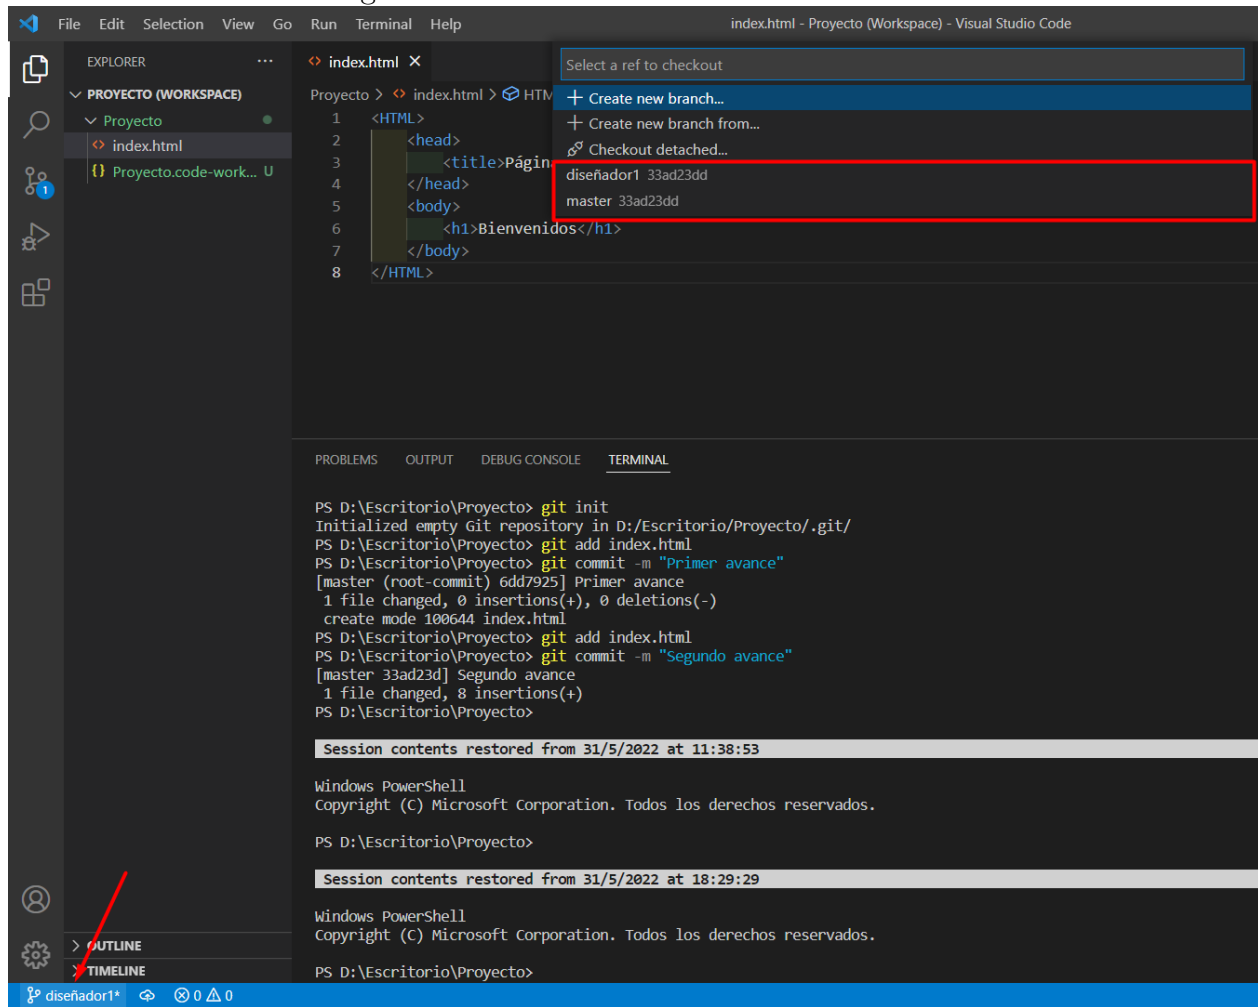 File Edit Selection View Go Run Terminal Help index.html - Proyecto (Workspace) - Visual Studio Code
EXPLORER ···
PROYECTO (WORKSPACE)
Proyecto
index.html
{} Proyecto.code-work... U
1
index.html ×
Proyecto > index.html > HTM
Select a ref to checkout
+ Create new branch...
+ Create new branch from...
Checkout detached...
diseñador1 33ad23dd
master 33ad23dd
1 <HTML>
2 <head>
3 <title>Página
4 </head>
5 <body>
6 <h1>Bienvenidos</h1>
7 </body>
8 </HTML>
PROBLEMS OUTPUT DEBUG CONSOLE TERMINAL
PS D:\Escritorio\Proyecto> git init
Initialized empty Git repository in D:/Escritorio/Proyecto/.git/
PS D:\Escritorio\Proyecto> git add index.html
PS D:\Escritorio\Proyecto> git commit -m "Primer avance"
[master (root-commit) 6dd7925] Primer avance
1 file changed, 0 insertions(+), 0 deletions(-)
create mode 100644 index.html
PS D:\Escritorio\Proyecto> git add index.html
PS D:\Escritorio\Proyecto> git commit -m "Segundo avance"
[master 33ad23d] Segundo avance
1 file changed, 8 insertions(+)
PS D:\Escritorio\Proyecto>
Session contents restored from 31/5/2022 at 11:38:53
Windows PowerShell
Copyright (C) Microsoft Corporation. Todos los derechos reservados.
PS D:\Escritorio\Proyecto>
Session contents restored from 31/5/2022 at 18:29:29
Windows PowerShell
Copyright (C) Microsoft Corporation. Todos los derechos reservados.
PS D:\Escritorio\Proyecto>
> OUTLINE
> TIMELINE
diseñador1* 0 0